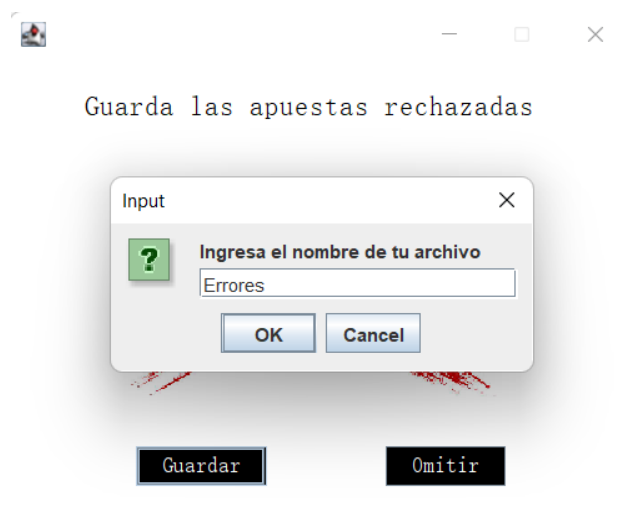 Guarda las apuestas rechazadas
Input
?
Ingresa el nombre de tu archivo
Errores
OK Cancel
Guardar Omitir